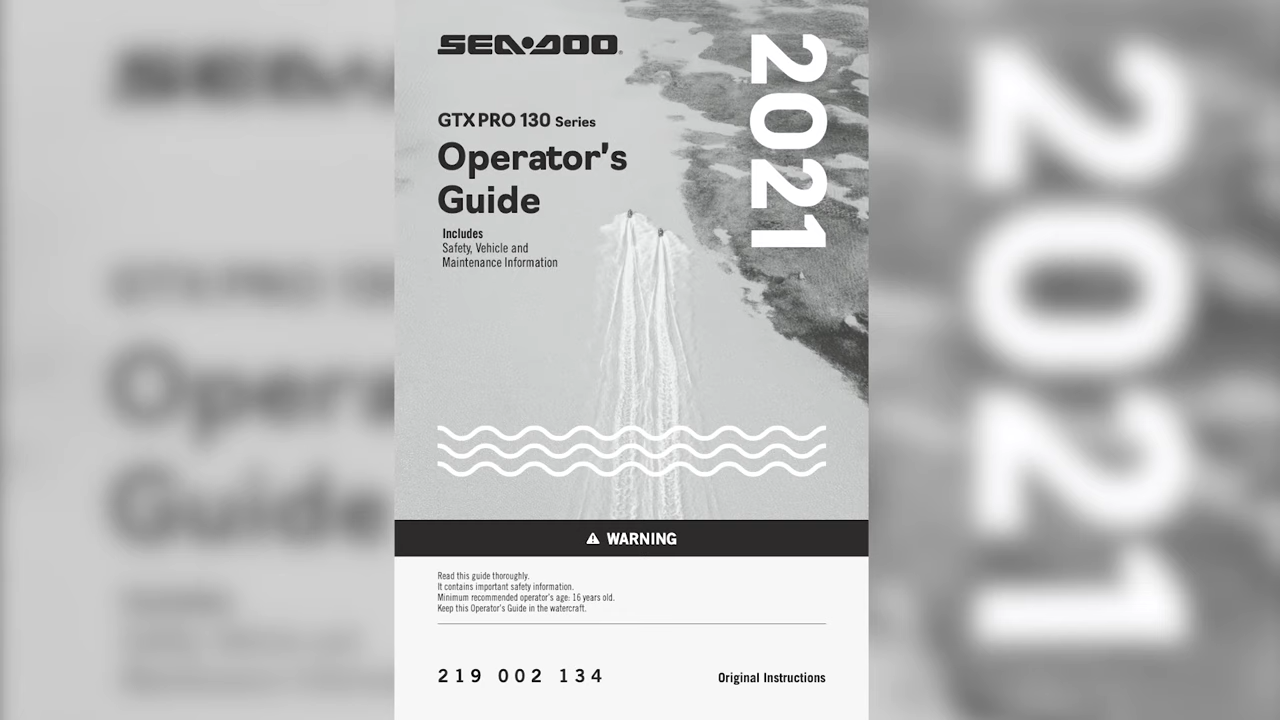 SEA-DOO®
2021
GTX PRO 130 Series
Operator's
Guide
Includes
Safety, Vehicle and
Maintenance Information
⚠ WARNING
Read this guide thoroughly.
It contains important safety information.
Minimum recommended operator's age: 16 years old.
Keep this Operator's Guide in the watercraft.
219 002 134
Original Instructions